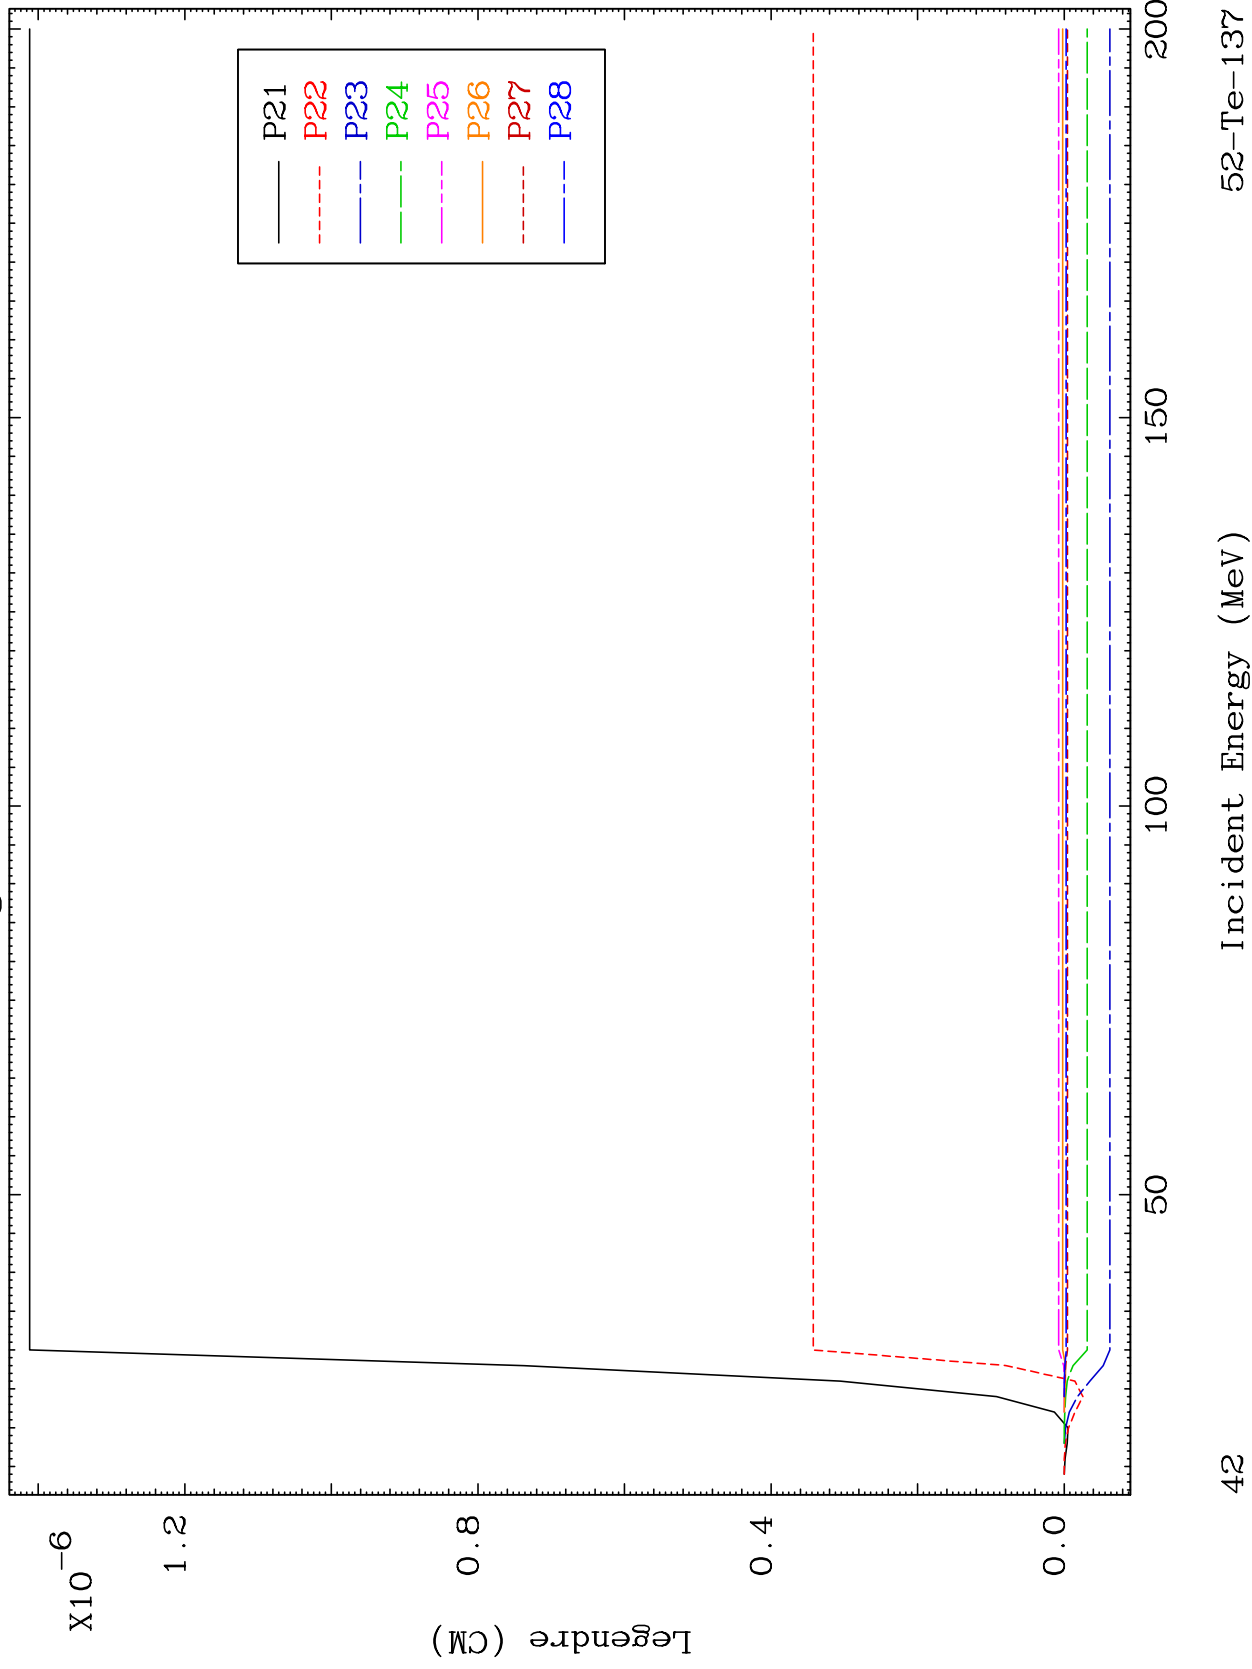 X10-6
1.2
0.8
0.4
0.0
Legendre (CM)
P21
P22
P23
P24
P25
P26
P27
P28
50
100
150
200
Incident Energy (MeV)
42
52-Te-137